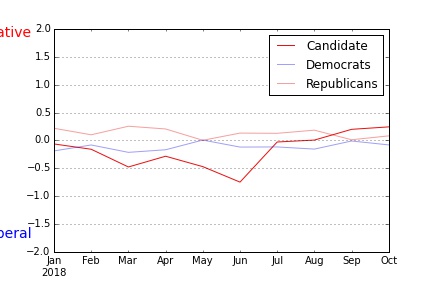 ative
2.0
1.5
1.0
0.5
0.0
−0.5
−1.0
−1.5
−2.0
Candidate
Democrats
Republicans
beral
Jan Feb Mar Apr May Jun Jul Aug Sep Oct
2018